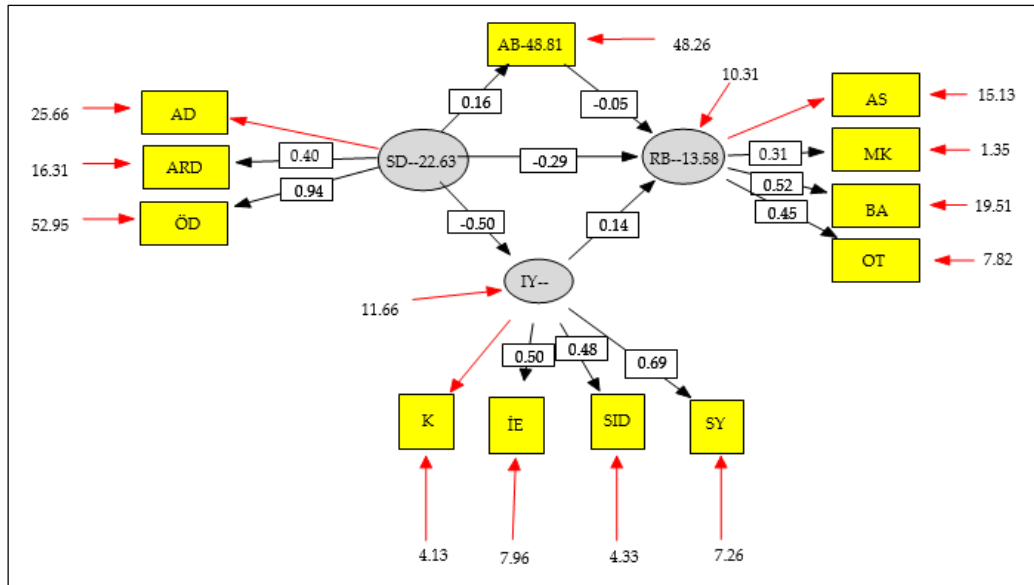 AB-48.81
48.26
10.31
0.16
-0.05
25.66
AD
AS
15.13
16.31
ARD
0.40
SD--22.63
-0.29
RB--13.58
0.31
MK
1.35
52.95
ÖD
0.94
0.52
BA
19.51
-0.50
0.14
0.45
OT
7.82
IY--
11.66
0.50
0.48
0.69
K
İE
SID
SY
4.13
7.96
4.33
7.26